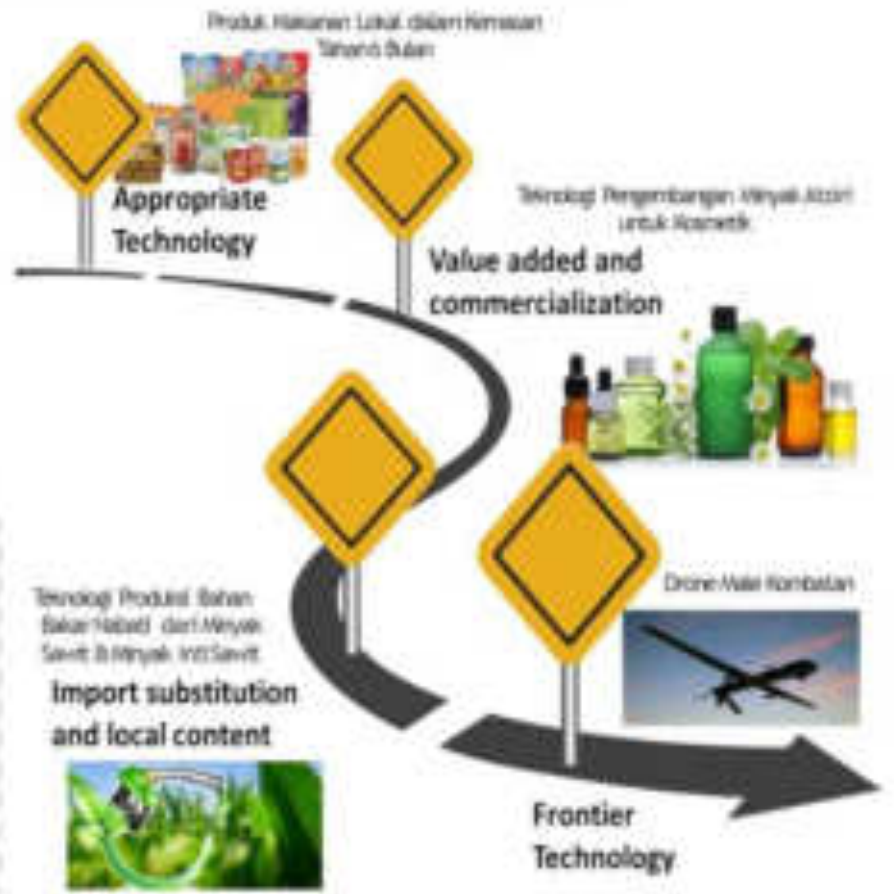 Produk Makanan Lokal dalam Kemasan
Tahan Bulan
Appropriate
Technology
Teknologi Pengembangan Minyak Atsiri
untuk Kosmetik
Value added and
commercialization
Teknologi Produksi Bahan
Bakar Nabati dari Minyak
Sawit & Minyak Inti Sawit
Import substitution
and local content
Drone Male Kombatan
Frontier
Technology